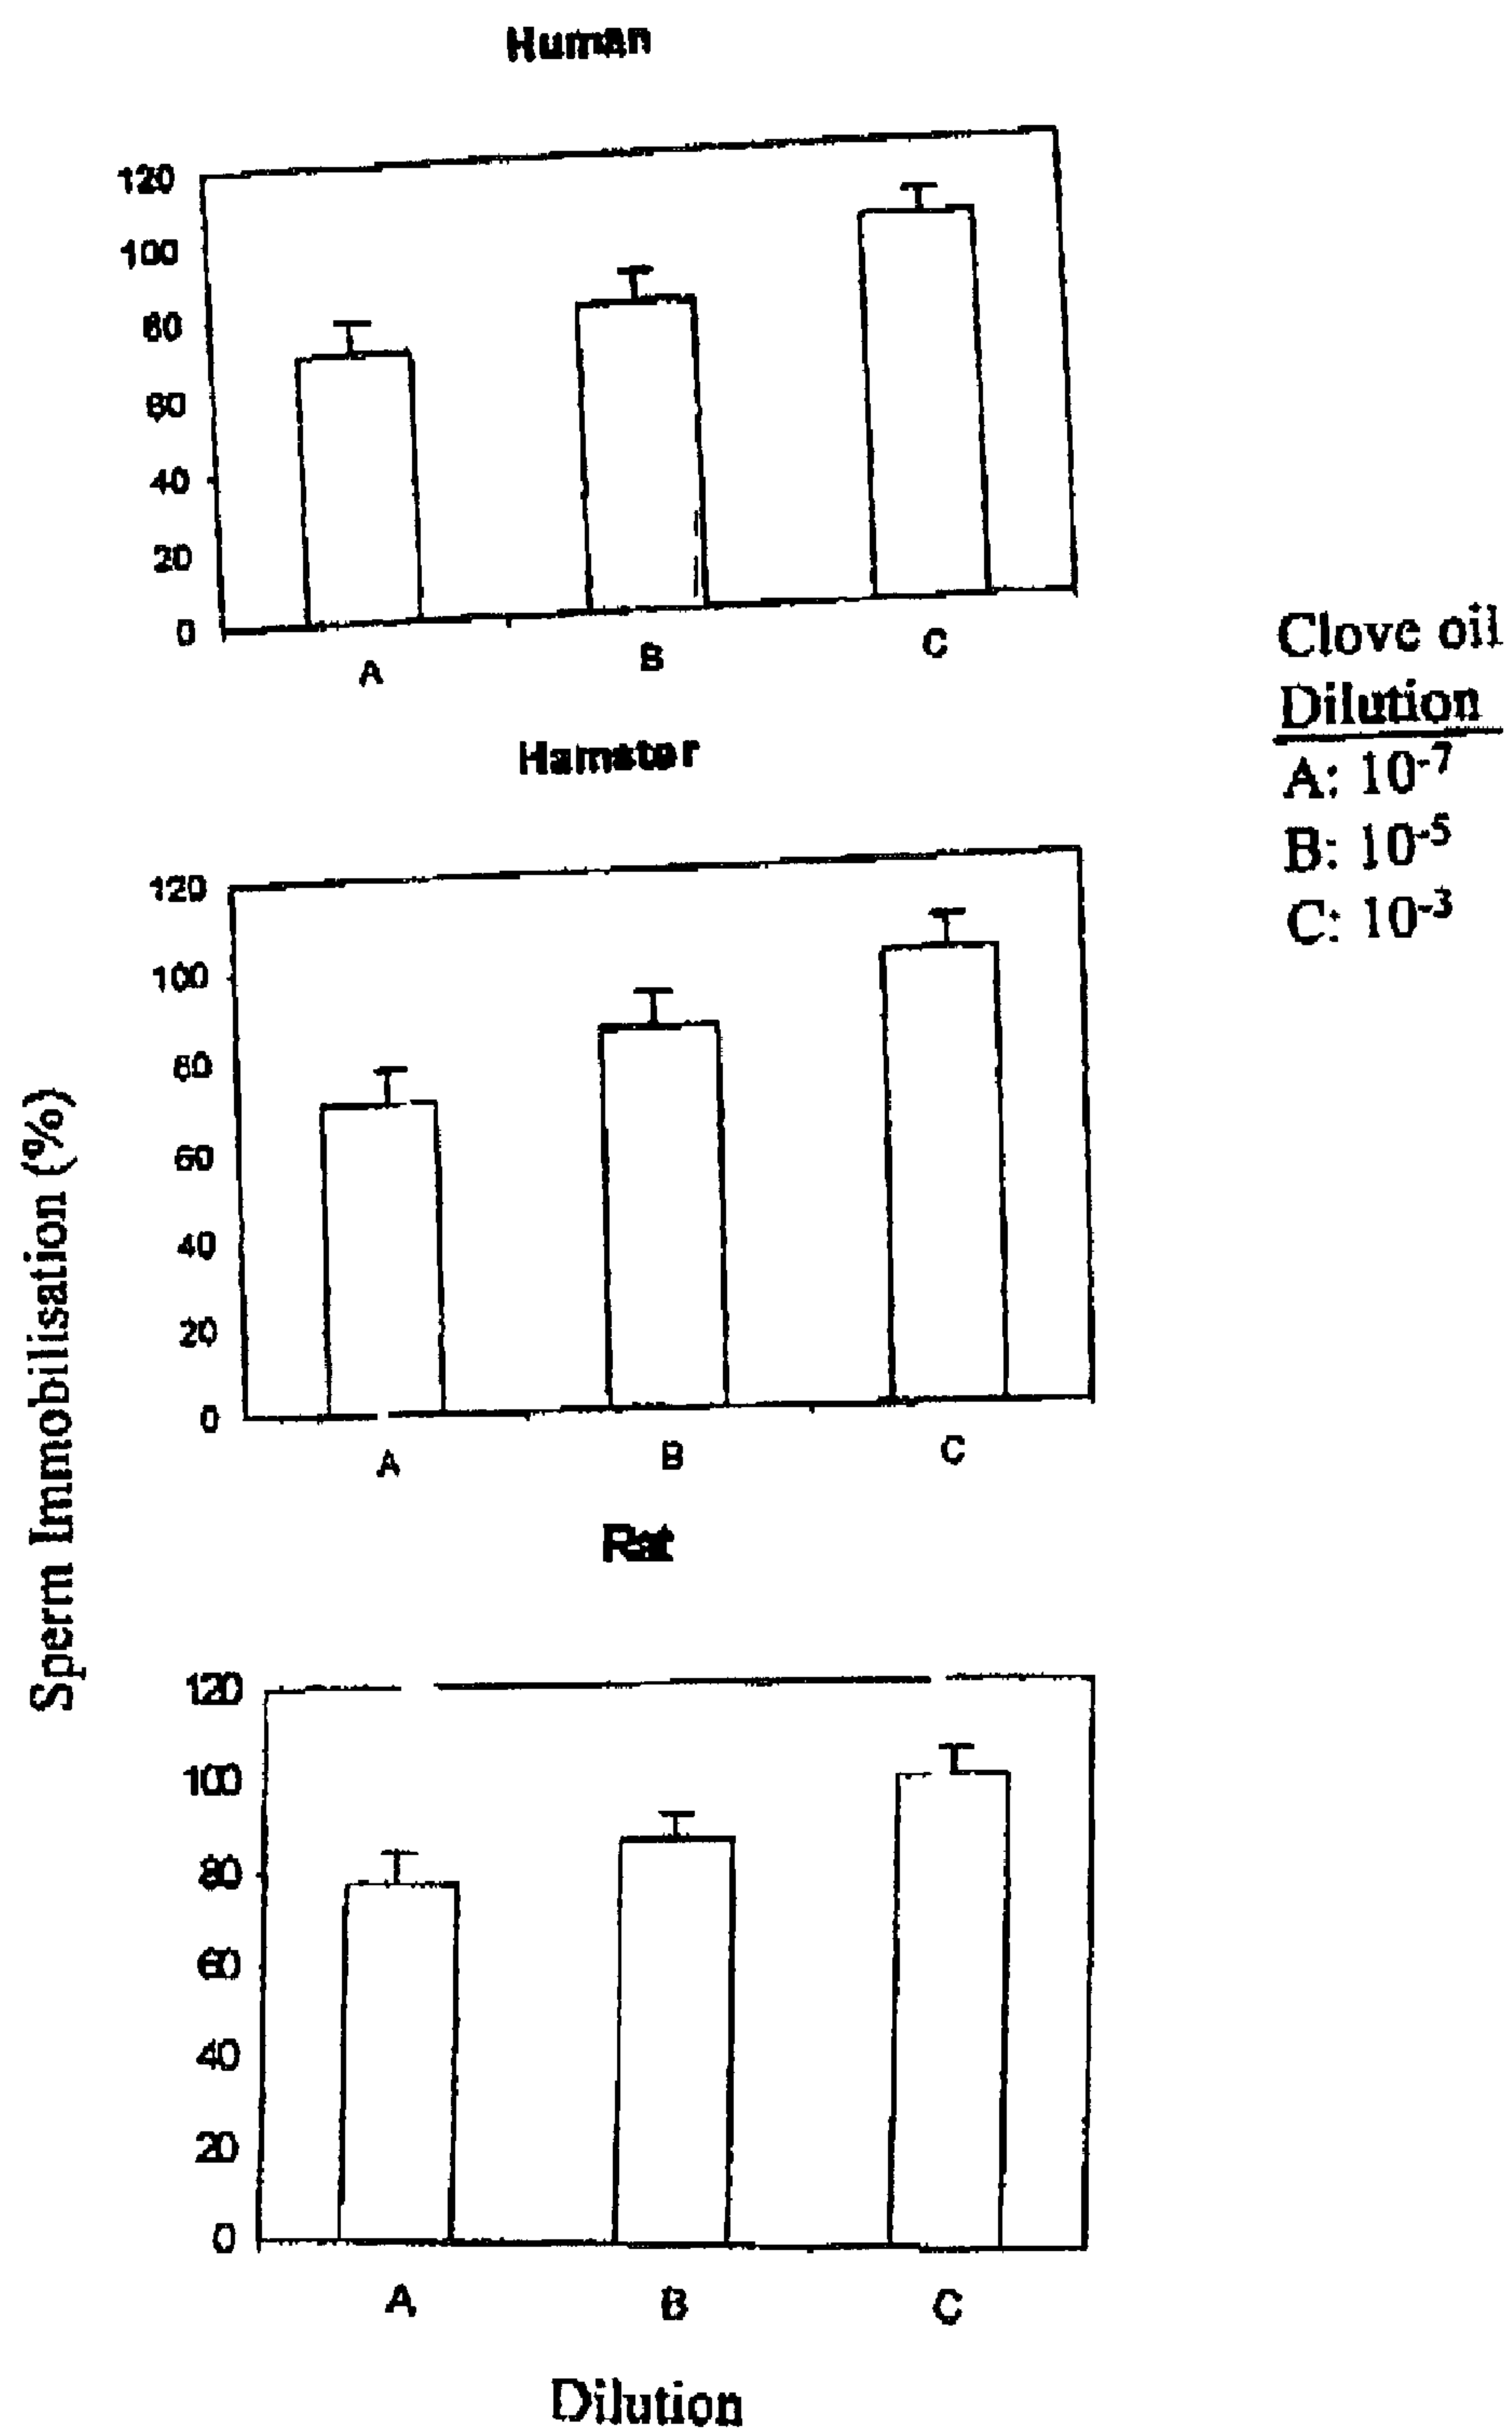 Human
120
100
80
60
40
20
0
A B C
Clove oil
Dilution
A: 10⁻⁷
B: 10⁻⁵
C: 10⁻³
Hamster
120
100
80
60
40
20
0
A B C
Sperm Immobilisation (%)
Rat
120
100
80
60
40
20
0
A B C
Dilution